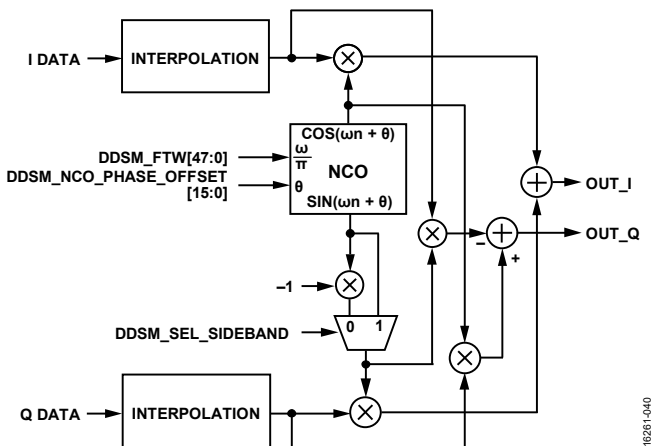 I DATA
INTERPOLATION
COS(ωn + θ)
ω
π
NCO
θ
SIN(ωn + θ)
DDSM_FTW[47:0]
DDSM_NCO_PHASE_OFFSET
[15:0]
OUT_I
OUT_Q
–
+
–1
0 1
DDSM_SEL_SIDEBAND
Q DATA
INTERPOLATION
16261-040